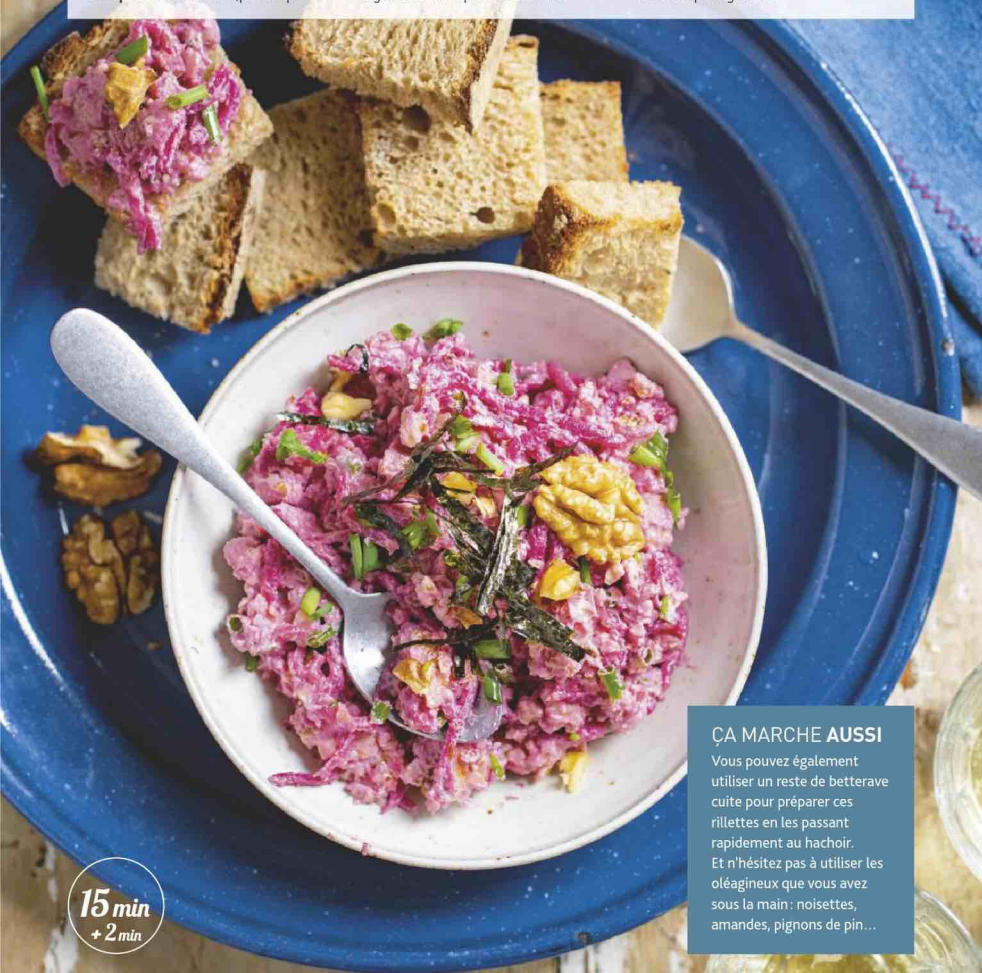 ÇA MARCHE AUSSI
Vous pouvez également
utiliser un reste de betterave
cuite pour préparer ces
rillettes en les passant
rapidement au hachoir.
Et n'hésitez pas à utiliser les
oléagineux que vous avez
sous la main : noisettes,
amandes, pignons de pin…
15 min
+ 2 min